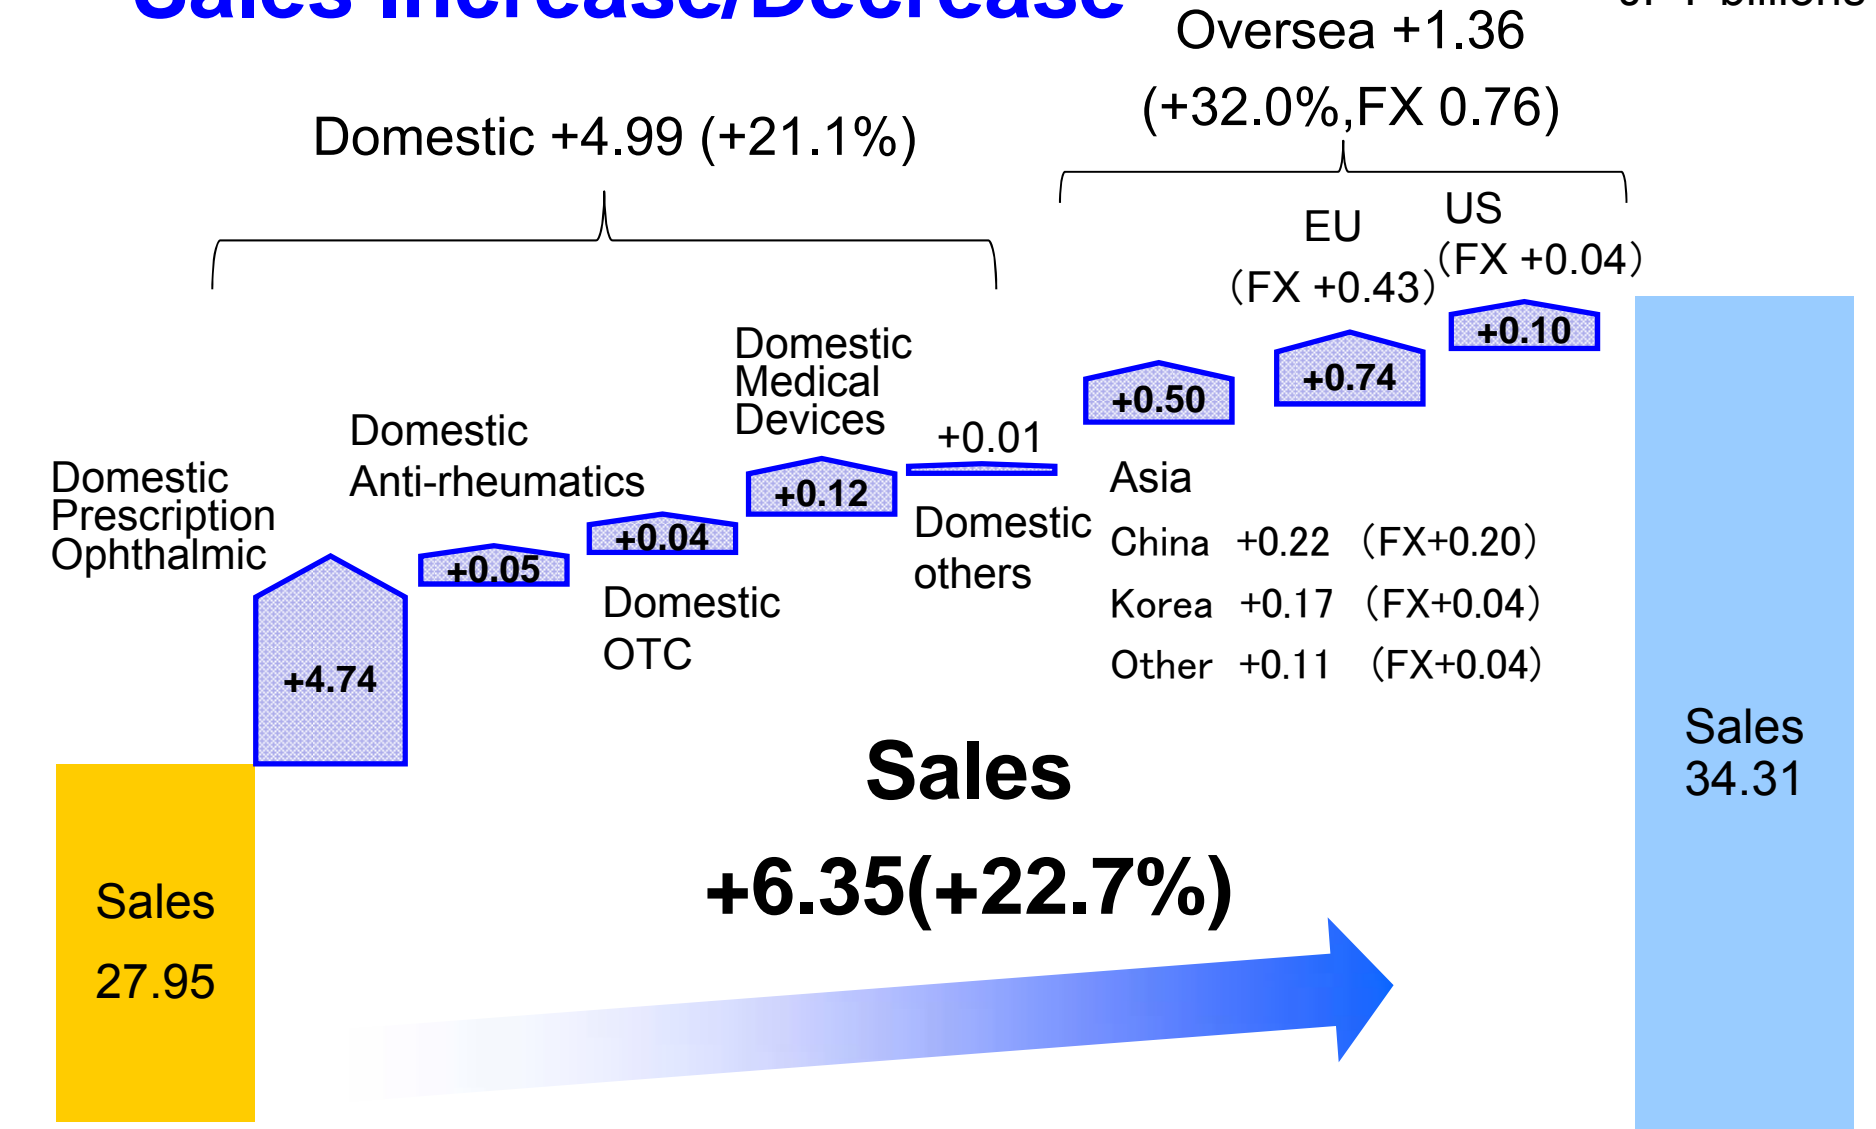 Sales Increase/Decrease
billions
Oversea +1.36
(+32.0%,FX 0.76)
Domestic +4.99 (+21.1%)
US
（FX +0.04）
EU
（FX +0.43）
+0.10
+0.74
+0.50
Domestic
Medical
Devices
+0.12
+0.01
Domestic
others
Domestic
Anti-rheumatics
+0.05
+0.04
Domestic
OTC
Domestic
Prescription
Ophthalmic
+4.74
Asia
China +0.22 （FX+0.20）
Korea +0.17 （FX+0.04）
Other +0.11 （FX+0.04）
Sales
+6.35(+22.7%)
Sales
27.95
Sales
34.31